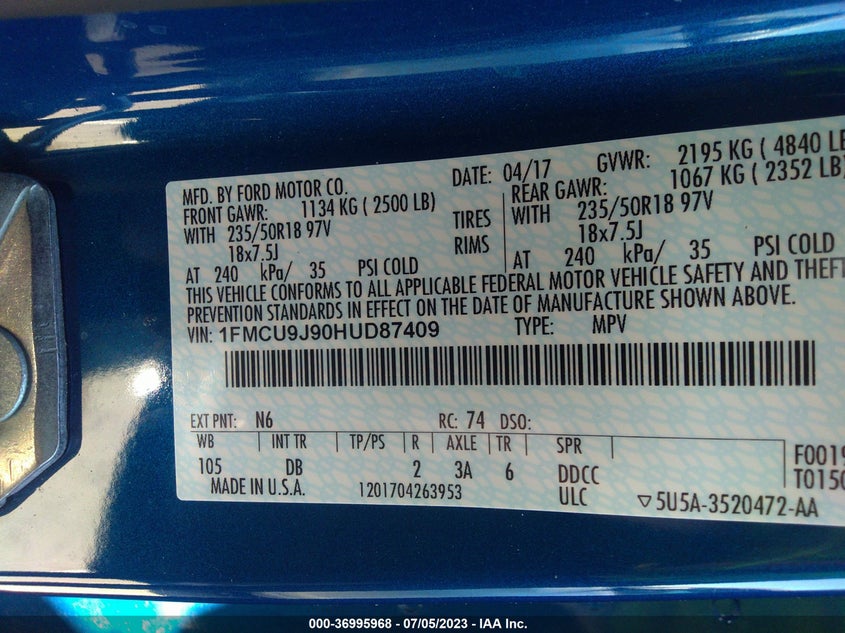 MFD. BY FORD MOTOR CO. DATE: 04/17 GVWR: 2195 KG ( 4840 LB
FRONT GAWR: 1134 KG ( 2500 LB) REAR GAWR: 1067 KG ( 2352 LB)
WITH 235/50R18 97V TIRES WITH 235/50R18 97V
18x7.5J RIMS 18x7.5J
AT 240 kPa/ 35 PSI COLD AT 240 kPa/ 35 PSI COLD
THIS VEHICLE CONFORMS TO ALL APPLICABLE FEDERAL MOTOR VEHICLE SAFETY AND THEFT
PREVENTION STANDARDS IN EFFECT ON THE DATE OF MANUFACTURE SHOWN ABOVE.
VIN: 1FMCU9J90HUD87409 TYPE: MPV
EXT PNT: N6 RC: 74 DSO:
WB INT TR TP/PS R AXLE TR SPR
105 DB 2 3A 6 DDCC F0019
MADE IN U.S.A. 1201704263953 ULC T0150
▽5U5A-3520472-AA
000-36995968 - 07/05/2023 - IAA Inc.